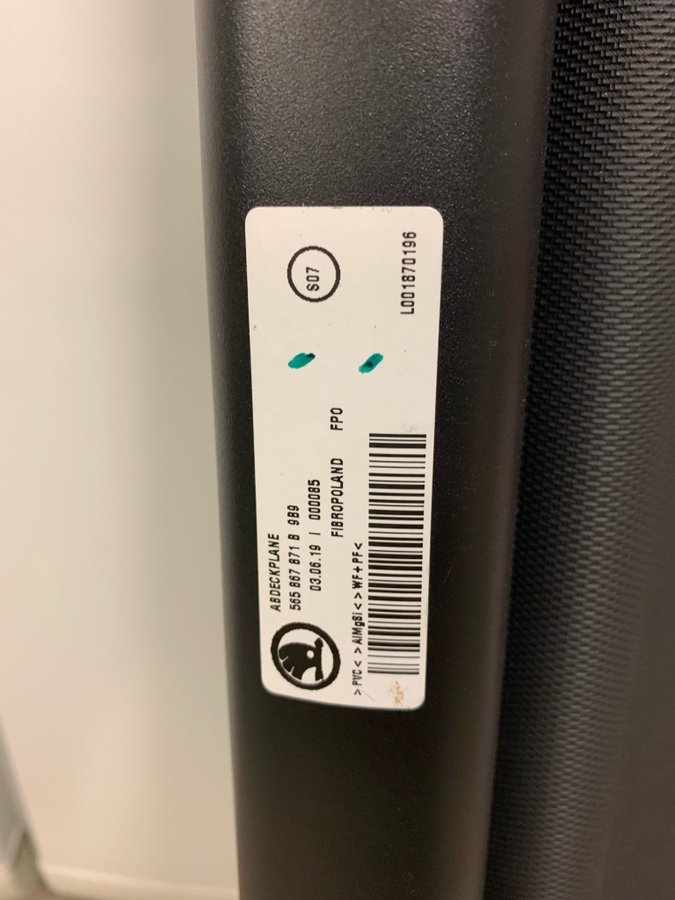 ABDECKPLANE
565 867 871 B 9B9
03.06.19 | 000085
FIBROPOLAND FPO
>PVC< >AlMgSi< >WF+PF<
S07
L001870196